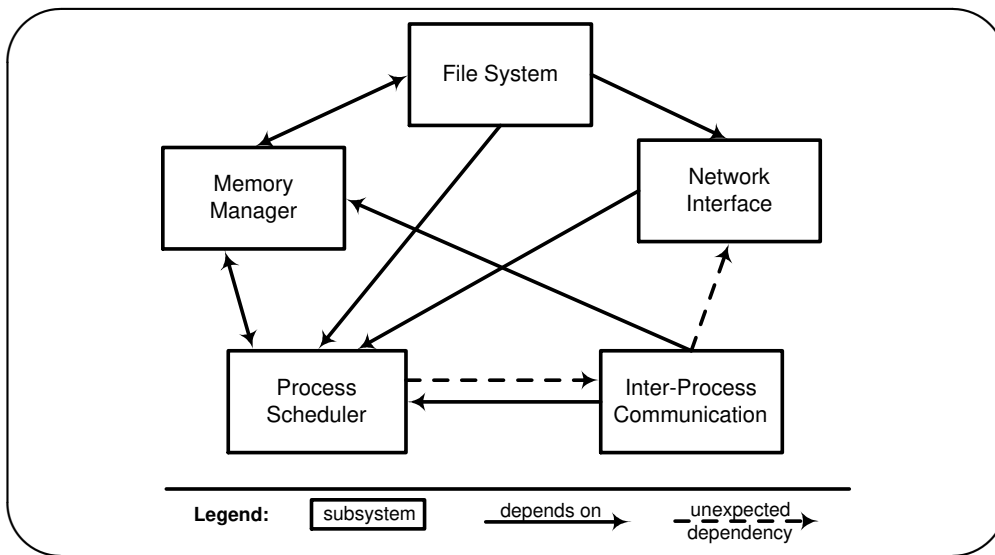 File System
Memory
Manager
Network
Interface
Process
Scheduler
Inter-Process
Communication
Legend:
subsystem
depends on
unexpected
dependency